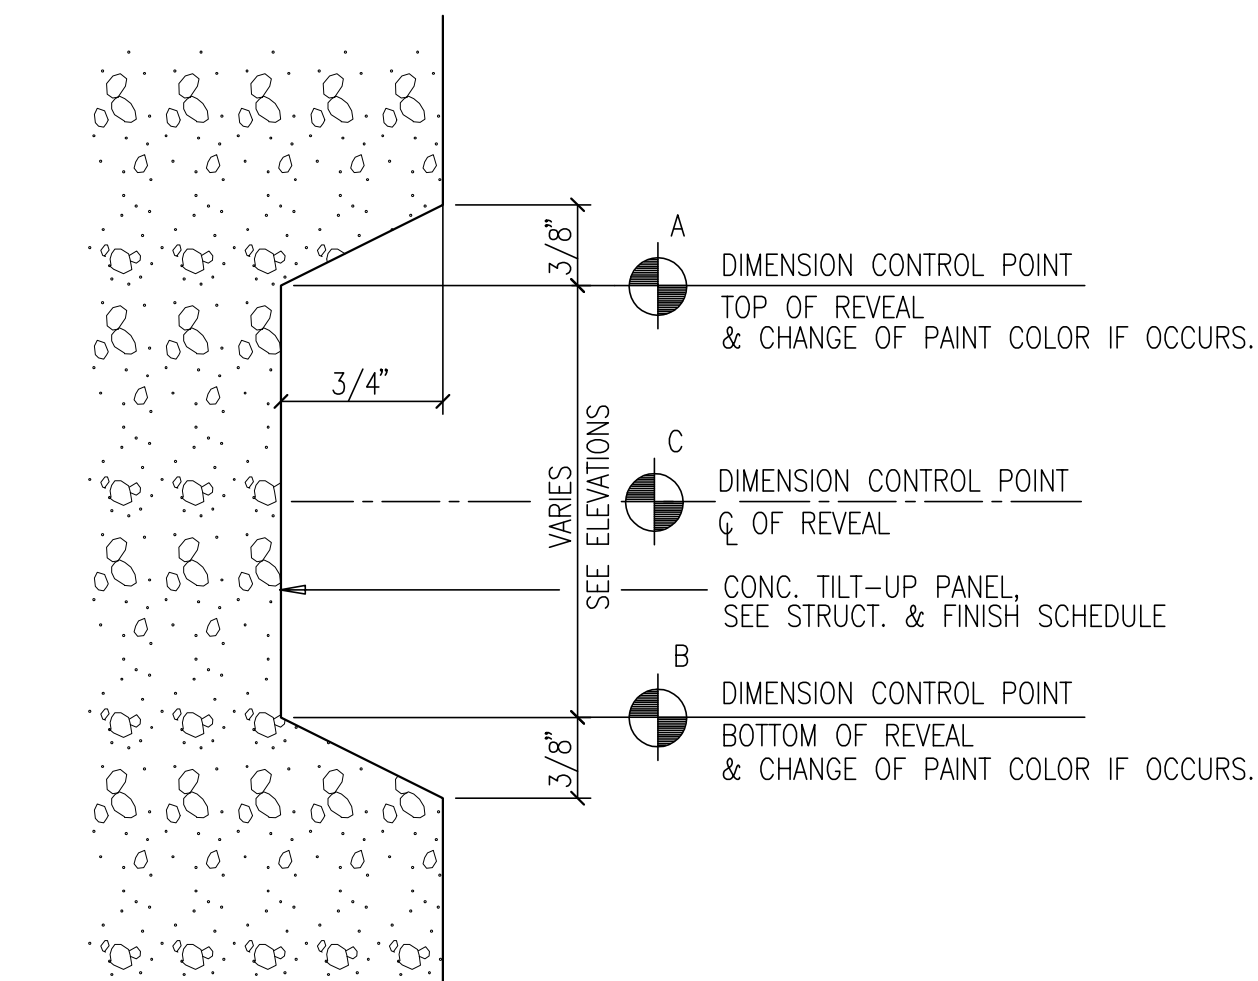 A
3/8"
DIMENSION CONTROL POINT
TOP OF REVEAL
& CHANGE OF PAINT COLOR IF OCCURS.
3/4"
C
VARIES
SEE ELEVATIONS
DIMENSION CONTROL POINT
℄ OF REVEAL
CONC. TILT-UP PANEL,
SEE STRUCT. & FINISH SCHEDULE
B
DIMENSION CONTROL POINT
3/8"
BOTTOM OF REVEAL
& CHANGE OF PAINT COLOR IF OCCURS.